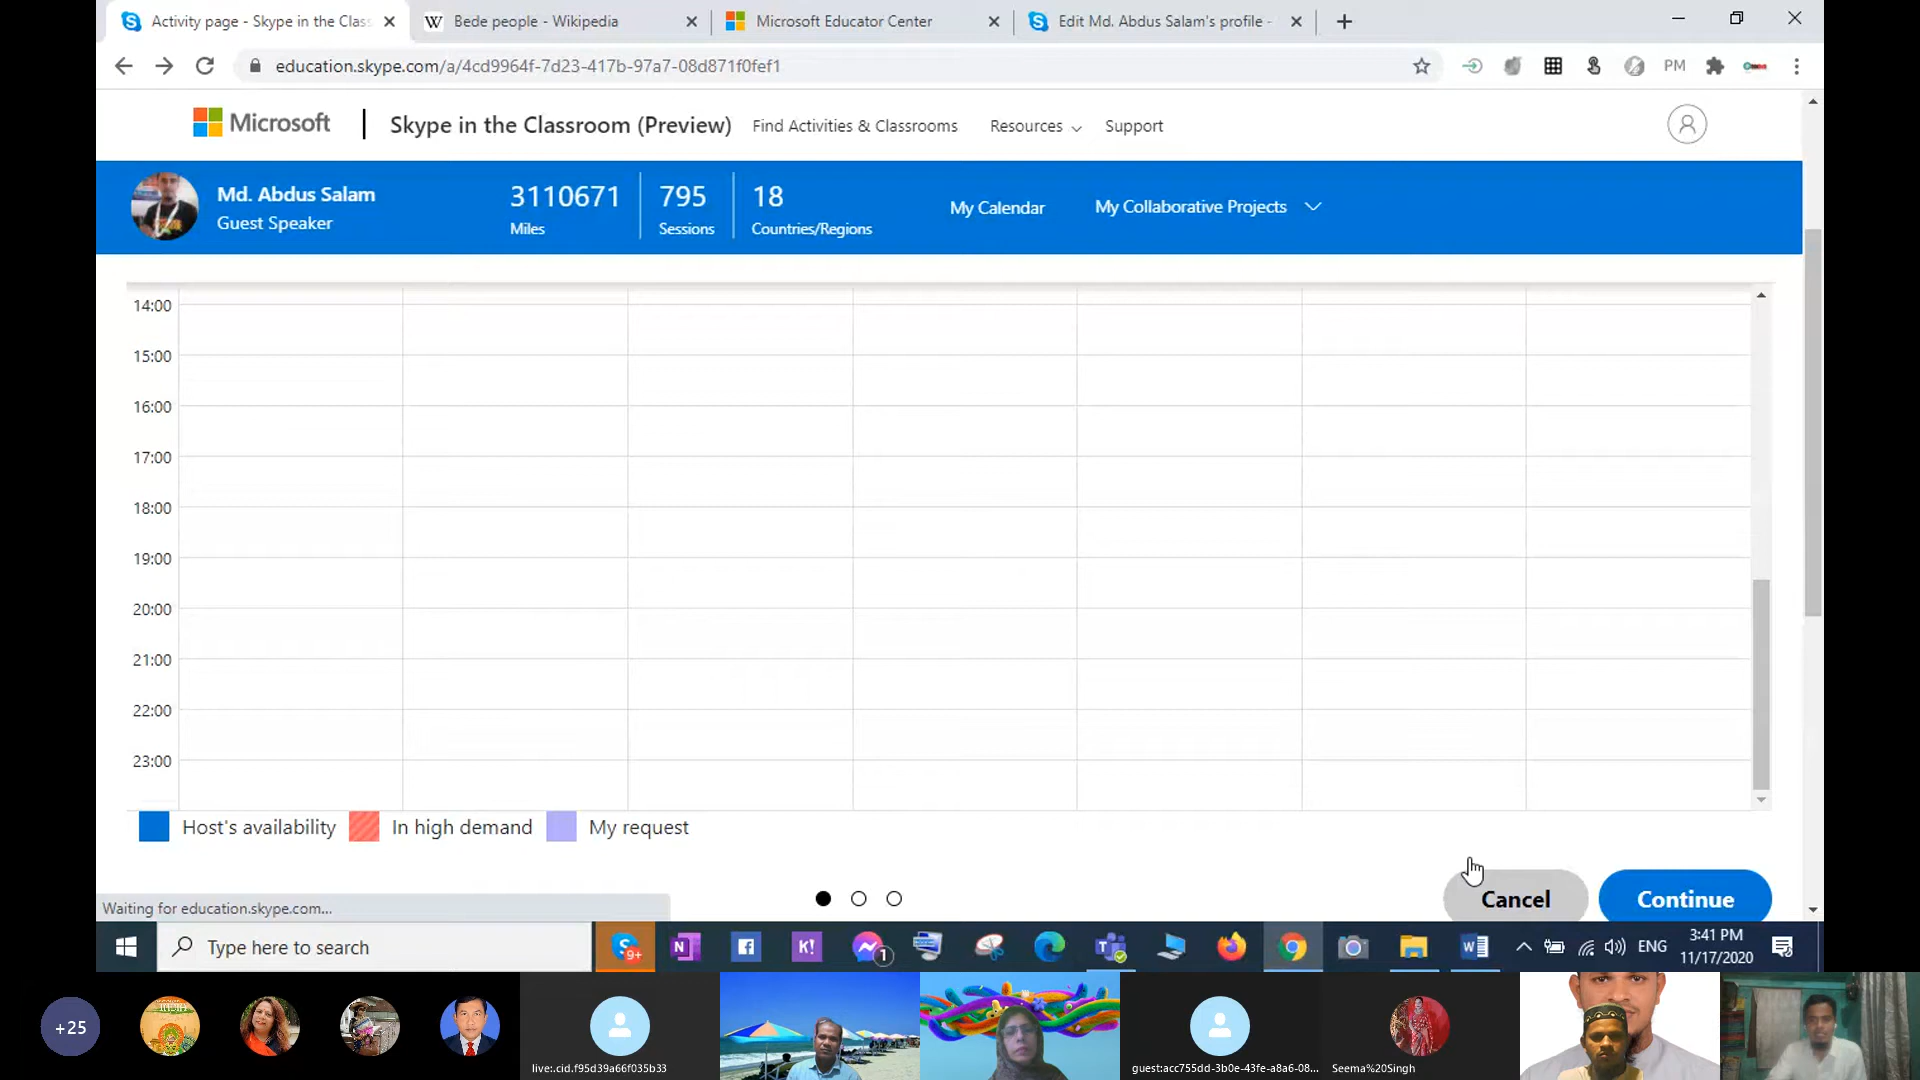 Activity page - Skype in the Class
Bede people - Wikipedia
Microsoft Educator Center
Edit Md. Abdus Salam's profile -
education.skype.com/a/4cd9964f-7d23-417b-97a7-08d871f0fef1
PM
Microsoft
Skype in the Classroom (Preview)
Find Activities & Classrooms
Resources
Support
Md. Abdus Salam
Guest Speaker
3110671
Miles
795
Sessions
18
Countries/Regions
My Calendar
My Collaborative Projects
14:00
15:00
16:00
17:00
18:00
19:00
20:00
21:00
22:00
23:00
Host's availability
In high demand
My request
Cancel
Continue
Waiting for education.skype.com...
Type here to search
9+
N
K!
1
ENG
3:41 PM
11/17/2020
+25
live:.cid.f95d39a66f035b33
guest:acc755dd-3b0e-43fe-a8a6-08...
Seema%20Singh